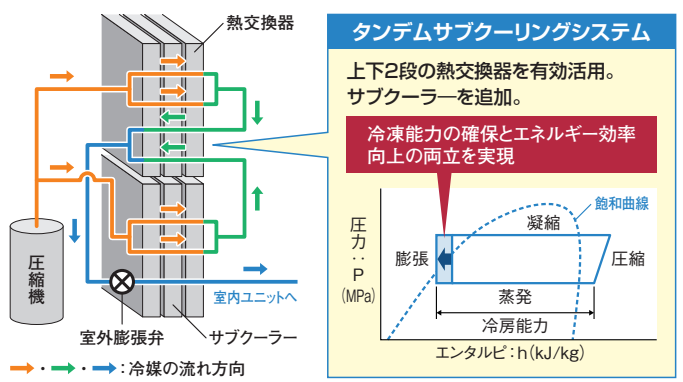 熱交換器
圧縮機
室外膨張弁
サブクーラー
室内ユニットへ
→・→・→：冷媒の流れ方向
タンデムサブクーリングシステム
上下2段の熱交換器を有効活用。
サブクーラーを追加。
冷凍能力の確保とエネルギー効率
向上の両立を実現
圧力：P
(MPa)
飽和曲線
凝縮
膨張
圧縮
蒸発
冷房能力
エンタルピ：h(kJ/kg)